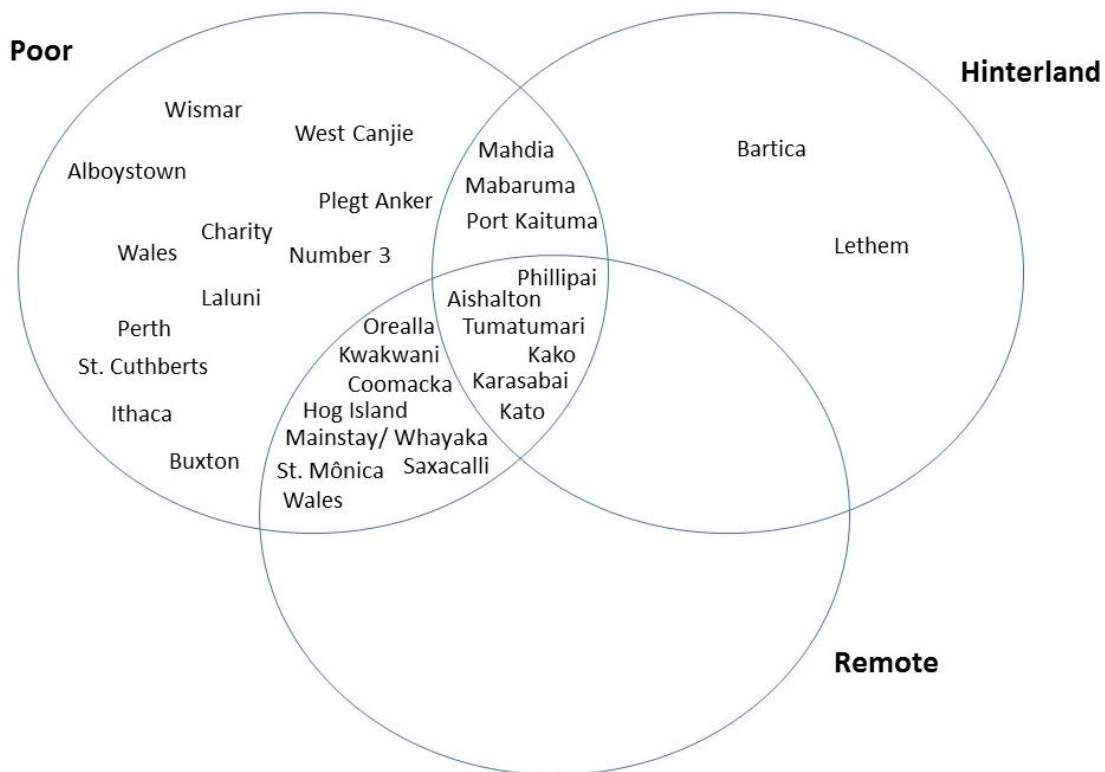 Poor
Hinterland
Wismar
West Canjie
Mahdia
Bartica
Alboystown
Mabaruma
Plegt Anker
Port Kaituma
Charity
Wales
Number 3
Lethem
Phillipai
Laluni
Aishalton
Perth
Orealla
Tumatumari
Kwakwani
Kako
St. Cuthberts
Coomacka
Karasabai
Ithaca
Hog Island
Kato
Mainstay/ Whayaka
Buxton
St. Mônica
Saxacalli
Wales
Remote